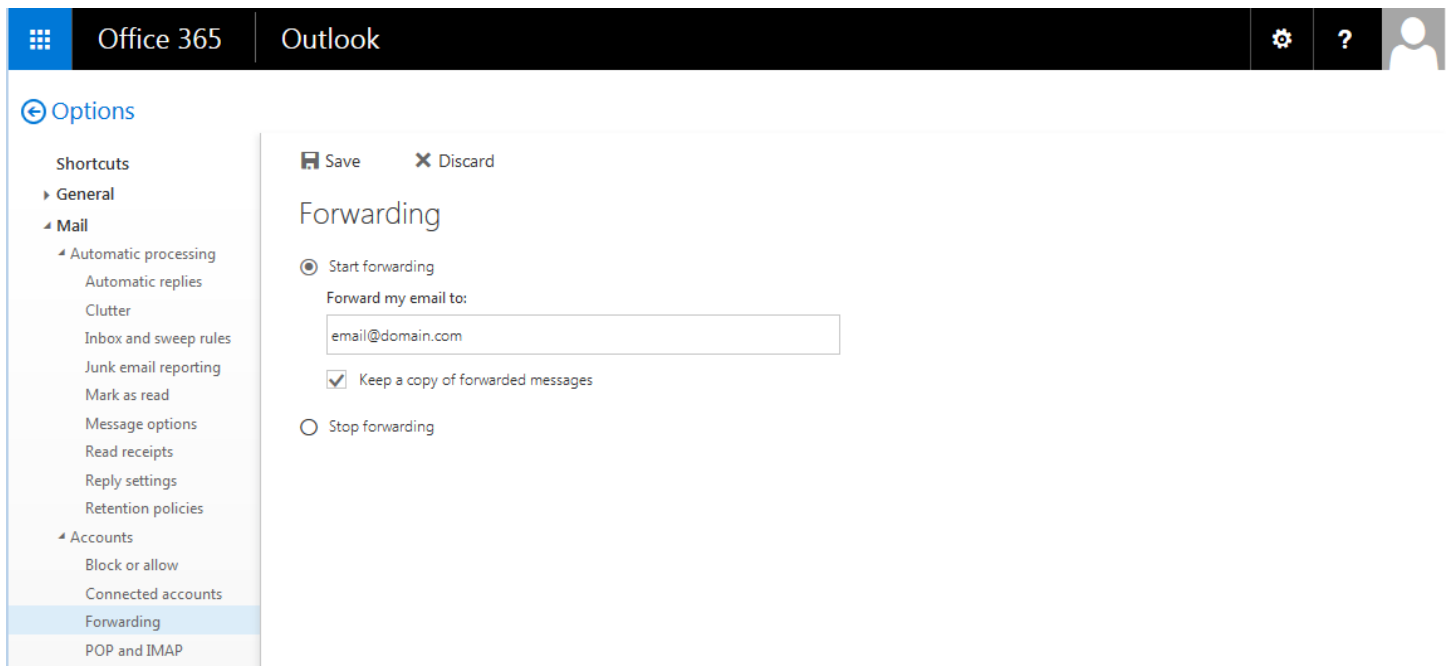 Office 365 Outlook ?
Options
Shortcuts
General
Mail
Automatic processing
Automatic replies
Clutter
Inbox and sweep rules
Junk email reporting
Mark as read
Message options
Read receipts
Reply settings
Retention policies
Accounts
Block or allow
Connected accounts
Forwarding
POP and IMAP
Save Discard
Forwarding
Start forwarding
Forward my email to:
email@domain.com
Keep a copy of forwarded messages
Stop forwarding